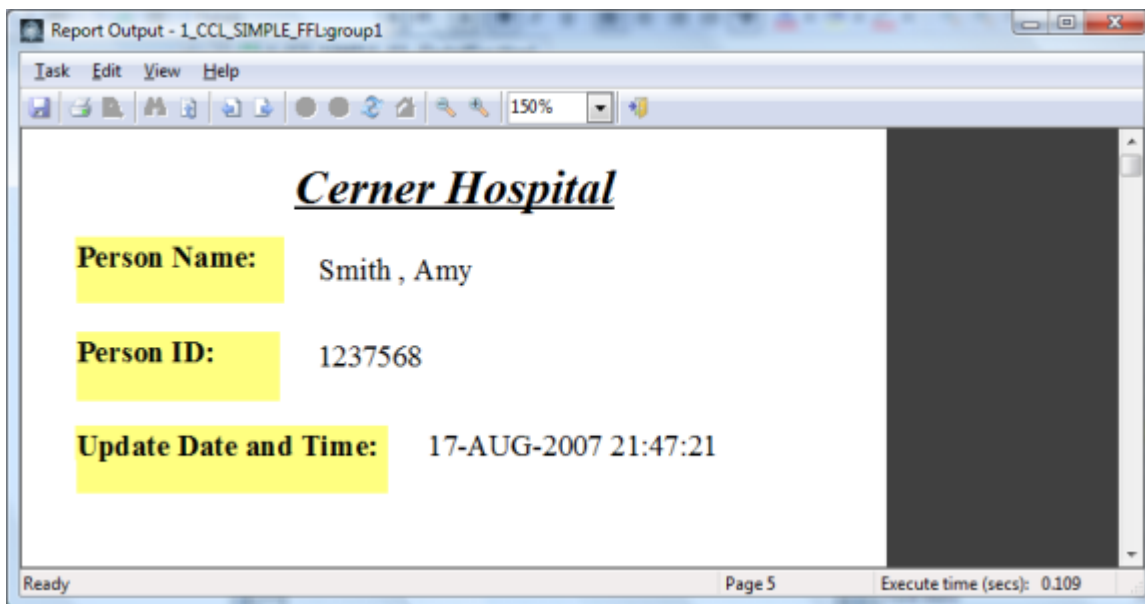 Report Output - 1_CCL_SIMPLE_FFL:group1
Task Edit View Help
150%
Cerner Hospital
Person Name: Smith , Amy
Person ID: 1237568
Update Date and Time: 17-AUG-2007 21:47:21
Ready Page 5 Execute time (secs): 0.109